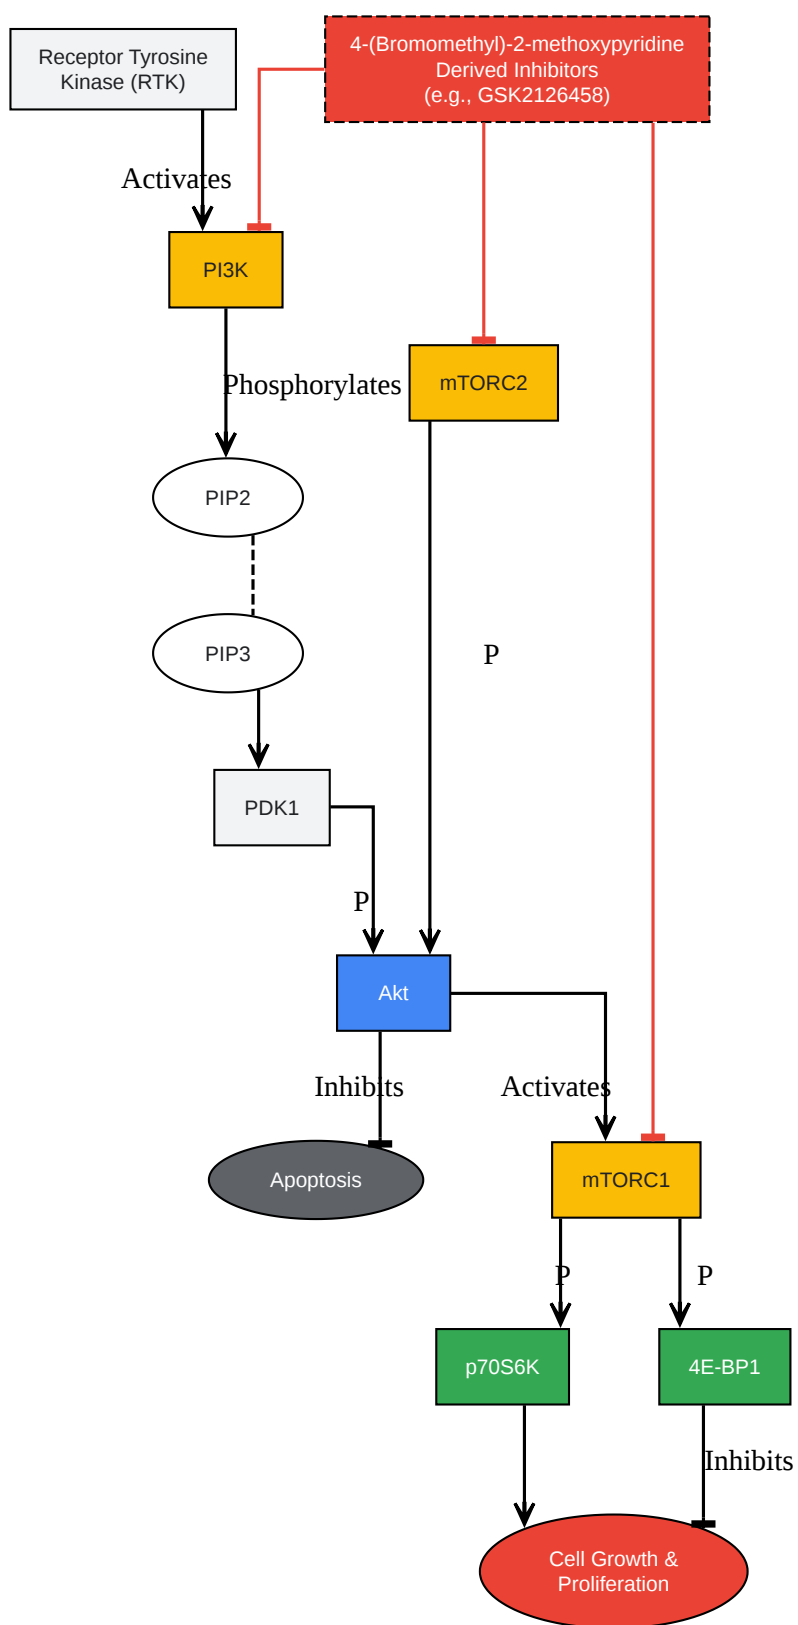 Receptor Tyrosine
Kinase (RTK)
4-(Bromomethyl)-2-methoxypyridine
Derived Inhibitors
(e.g., GSK2126458)
Activates
PI3K
Phosphorylates
mTORC2
PIP2
P
PIP3
PDK1
P
Akt
Inhibits
Activates
Apoptosis
mTORC1
P
P
p70S6K
4E-BP1
Inhibits
Cell Growth &
Proliferation